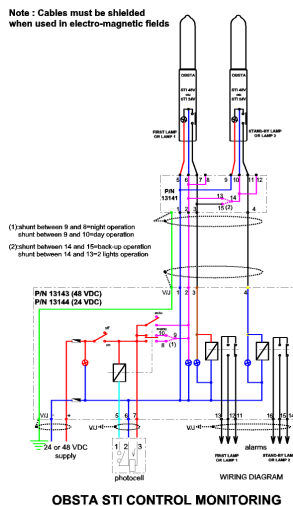 Note : Cables must be shielded
when used in electro-magnetic fields
OBSTA
STI 48V
or
STI 24V
OBSTA
STI 48V
or
STI 24V
FIRST LAMP
OR LAMP 1
STAND-BY LAMP
OR LAMP 2
5 6 7 8 9 10 11 12
P/N
13141
13
14
15 (2)
1 2 3 4
(1):shunt between 9 and 8=night operation
shunt between 9 and 10=day operation
(2):shunt between 14 and 15=back-up operation
shunt between 14 and 13=2 lights operation
P/N 13143 (48 VDC)
P/N 13144 (24 VDC)
V/J 1 2 3 4
off
on
10
9
8 (1)
V/J - + 5 6 7 V/J 13 12 11 16 15 14
24 or 48 VDC
supply
1 2 3
photocell
FIRST LAMP
OR LAMP 1
alarms
STAND-BY LAMP
OR LAMP 2
WIRING DIAGRAM
OBSTA STI CONTROL MONITORING